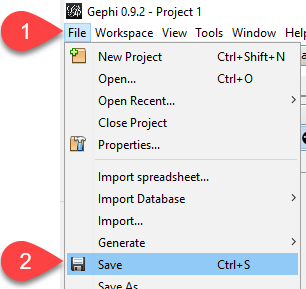 Gephi 0.9.2 - Project 1
1
File Workspace View Tools Window Help
New Project Ctrl+Shift+N
Open... Ctrl+O
Open Recent...
Close Project
Properties...
Import spreadsheet...
Import Database
Import...
Generate
2
Save Ctrl+S
Save As